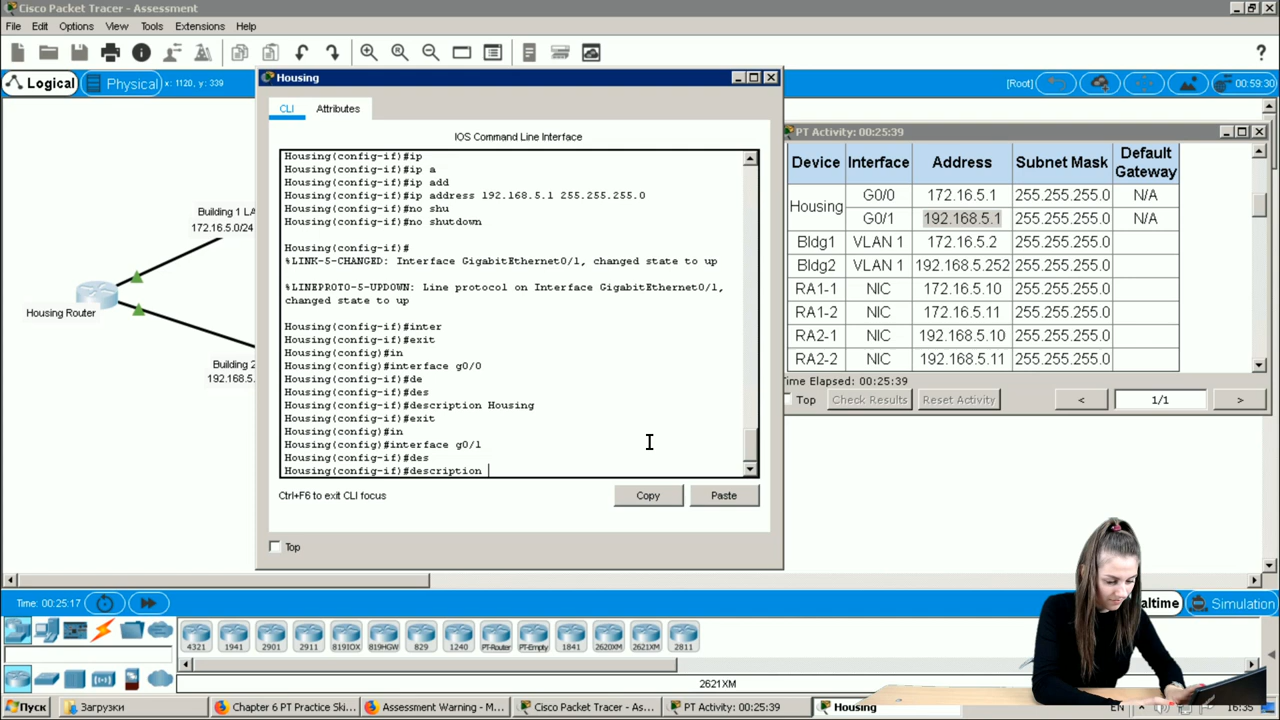 Cisco Packet Tracer - Assessment
File Edit Options View Tools Extensions Help
Logical Physical x: 1120, y: 339
[Root] 00:59:30
Building 1 LA
172.16.5.0/24
Housing Router
Building 2
192.168.5.
Housing
CLI Attributes
IOS Command Line Interface
Housing(config-if)#ip
Housing(config-if)#ip a
Housing(config-if)#ip add
Housing(config-if)#ip address 192.168.5.1 255.255.255.0
Housing(config-if)#no shu
Housing(config-if)#no shutdown
Housing(config-if)#
%LINK-5-CHANGED: Interface GigabitEthernet0/1, changed state to up
%LINEPROTO-5-UPDOWN: Line protocol on Interface GigabitEthernet0/1,
changed state to up
Housing(config-if)#inter
Housing(config-if)#exit
Housing(config)#in
Housing(config)#interface g0/0
Housing(config-if)#de
Housing(config-if)#des
Housing(config-if)#description Housing
Housing(config-if)#exit
Housing(config)#in
Housing(config)#interface g0/1
Housing(config-if)#des
Housing(config-if)#description
Ctrl+F6 to exit CLI focus
Copy Paste
Top
PT Activity: 00:25:39
Device Interface Address Subnet Mask Default Gateway
Housing G0/0 172.16.5.1 255.255.255.0 N/A
G0/1 192.168.5.1 255.255.255.0 N/A
Bldg1 VLAN 1 172.16.5.2 255.255.255.0
Bldg2 VLAN 1 192.168.5.252 255.255.255.0
RA1-1 NIC 172.16.5.10 255.255.255.0
RA1-2 NIC 172.16.5.11 255.255.255.0
RA2-1 NIC 192.168.5.10 255.255.255.0
RA2-2 NIC 192.168.5.11 255.255.255.0
Time Elapsed: 00:25:39
Top Check Results Reset Activity < 1/1 >
Time: 00:25:17
Simulation
4321 1941 2901 2911 819IOX 819HGW 829 1240 PT-Router PT-Empty 1841 2620XM 2621XM 2811
2621XM
Пуск Загрузки Chapter 6 PT Practice Ski... Assessment Warning - M... Cisco Packet Tracer - As... PT Activity: 00:25:39 Housing EN 16:35